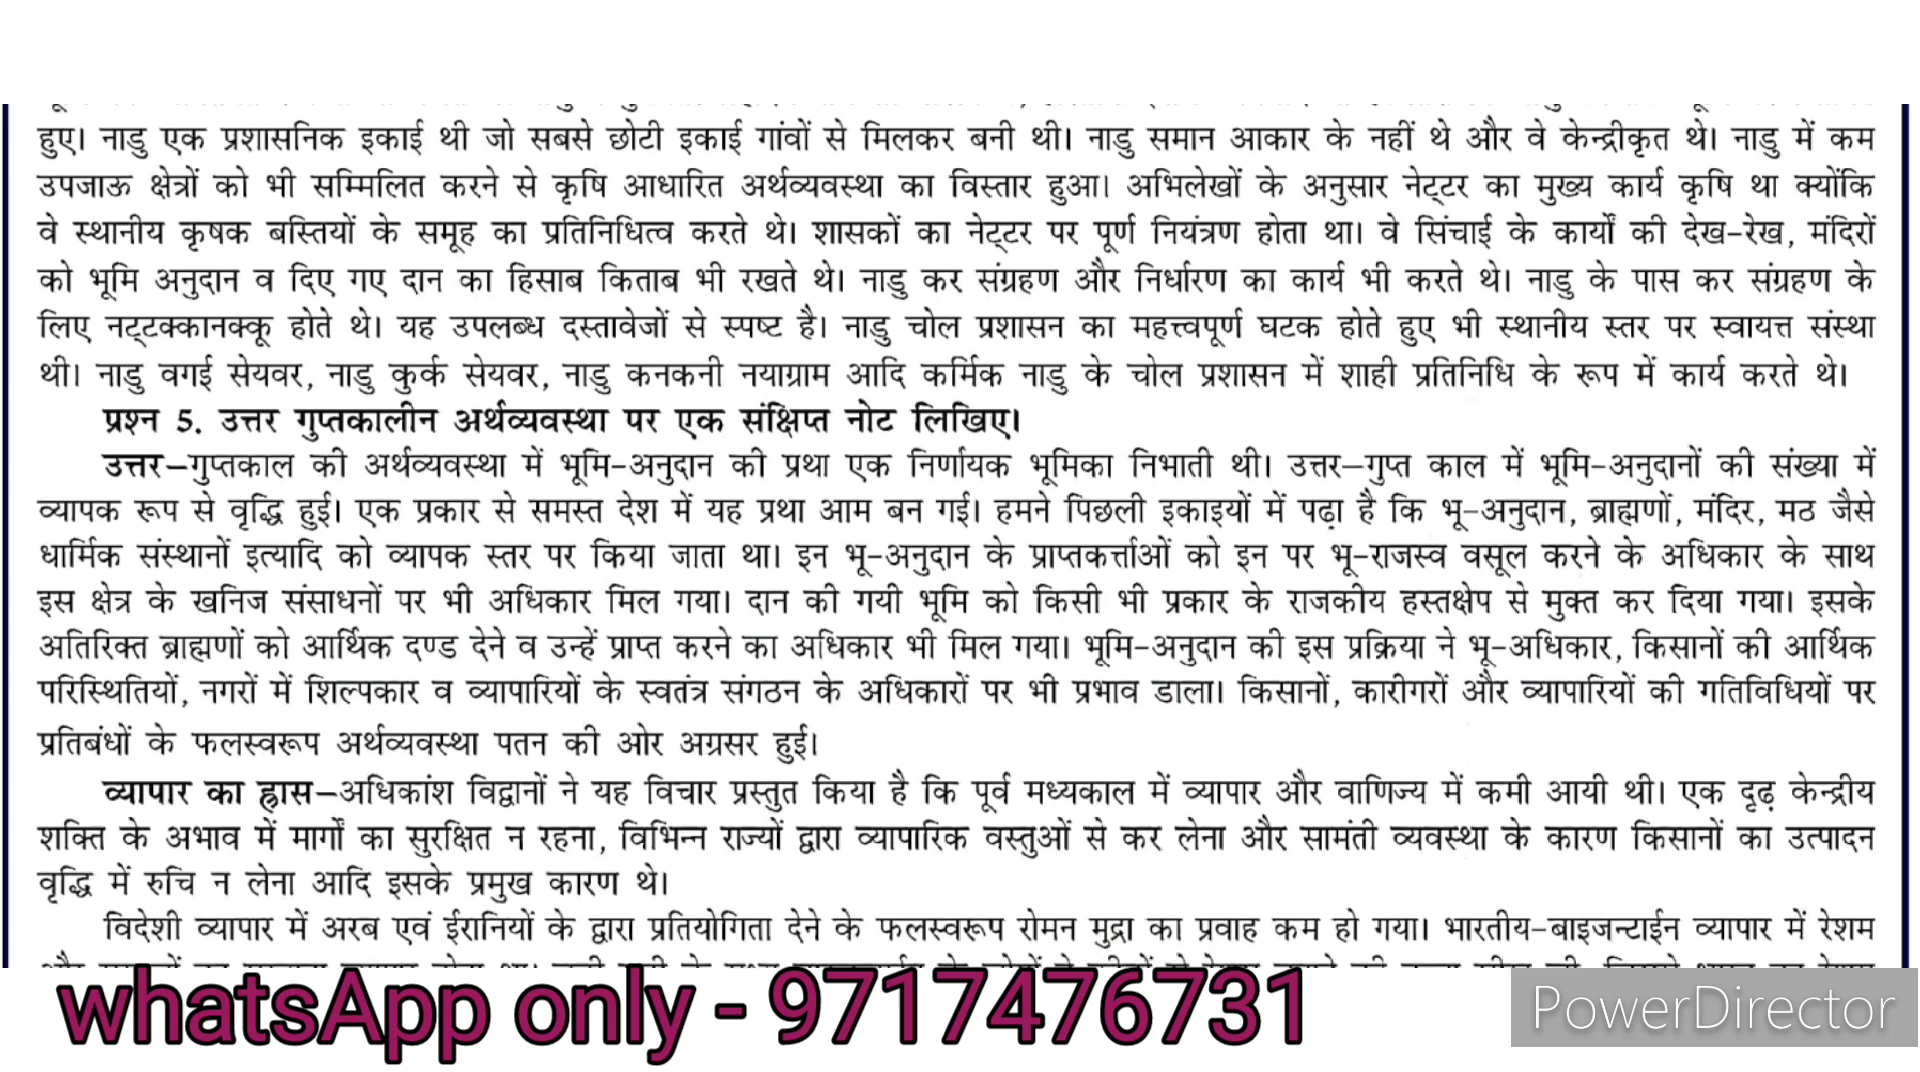 हुए। नाडु एक प्रशासनिक इकाई थी जो सबसे छोटी इकाई गांवों से मिलकर बनी थी। नाडु समान आकार के नहीं थे और वे केन्द्रीकृत थे। नाडु में कम
उपजाऊ क्षेत्रों को भी सम्मिलित करने से कृषि आधारित अर्थव्यवस्था का विस्तार हुआ। अभिलेखों के अनुसार नेट्टर का मुख्य कार्य कृषि था क्योंकि
वे स्थानीय कृषक बस्तियों के समूह का प्रतिनिधित्व करते थे। शासकों का नेट्टर पर पूर्ण नियंत्रण होता था। वे सिंचाई के कार्यों की देख-रेख, मंदिरों
को भूमि अनुदान व दिए गए दान का हिसाब किताब भी रखते थे। नाडु कर संग्रहण और निर्धारण का कार्य भी करते थे। नाडु के पास कर संग्रहण के
लिए नट्टक्कानक्कू होते थे। यह उपलब्ध दस्तावेजों से स्पष्ट है। नाडु चोल प्रशासन का महत्त्वपूर्ण घटक होते हुए भी स्थानीय स्तर पर स्वायत्त संस्था
थी। नाडु वगई सेयवर, नाडु कुर्क सेयवर, नाडु कनकनी नयाग्राम आदि कर्मिक नाडु के चोल प्रशासन में शाही प्रतिनिधि के रूप में कार्य करते थे।
प्रश्न 5. उत्तर गुप्तकालीन अर्थव्यवस्था पर एक संक्षिप्त नोट लिखिए।
उत्तर–गुप्तकाल की अर्थव्यवस्था में भूमि-अनुदान की प्रथा एक निर्णायक भूमिका निभाती थी। उत्तर–गुप्त काल में भूमि-अनुदानों की संख्या में
व्यापक रूप से वृद्धि हुई। एक प्रकार से समस्त देश में यह प्रथा आम बन गई। हमने पिछली इकाइयों में पढ़ा है कि भू-अनुदान, ब्राह्मणों, मंदिर, मठ जैसे
धार्मिक संस्थानों इत्यादि को व्यापक स्तर पर किया जाता था। इन भू-अनुदान के प्राप्तकर्त्ताओं को इन पर भू-राजस्व वसूल करने के अधिकार के साथ
इस क्षेत्र के खनिज संसाधनों पर भी अधिकार मिल गया। दान की गयी भूमि को किसी भी प्रकार के राजकीय हस्तक्षेप से मुक्त कर दिया गया। इसके
अतिरिक्त ब्राह्मणों को आर्थिक दण्ड देने व उन्हें प्राप्त करने का अधिकार भी मिल गया। भूमि-अनुदान की इस प्रक्रिया ने भू-अधिकार, किसानों की आर्थिक
परिस्थितियों, नगरों में शिल्पकार व व्यापारियों के स्वतंत्र संगठन के अधिकारों पर भी प्रभाव डाला। किसानों, कारीगरों और व्यापारियों की गतिविधियों पर
प्रतिबंधों के फलस्वरूप अर्थव्यवस्था पतन की ओर अग्रसर हुई।
व्यापार का ह्रास–अधिकांश विद्वानों ने यह विचार प्रस्तुत किया है कि पूर्व मध्यकाल में व्यापार और वाणिज्य में कमी आयी थी। एक दृढ़ केन्द्रीय
शक्ति के अभाव में मार्गों का सुरक्षित न रहना, विभिन्न राज्यों द्वारा व्यापारिक वस्तुओं से कर लेना और सामंती व्यवस्था के कारण किसानों का उत्पादन
वृद्धि में रुचि न लेना आदि इसके प्रमुख कारण थे।
विदेशी व्यापार में अरब एवं ईरानियों के द्वारा प्रतियोगिता देने के फलस्वरूप रोमन मुद्रा का प्रवाह कम हो गया। भारतीय-बाइजन्टाईन व्यापार में रेशम
whatsApp only - 9717476731
PowerDirector